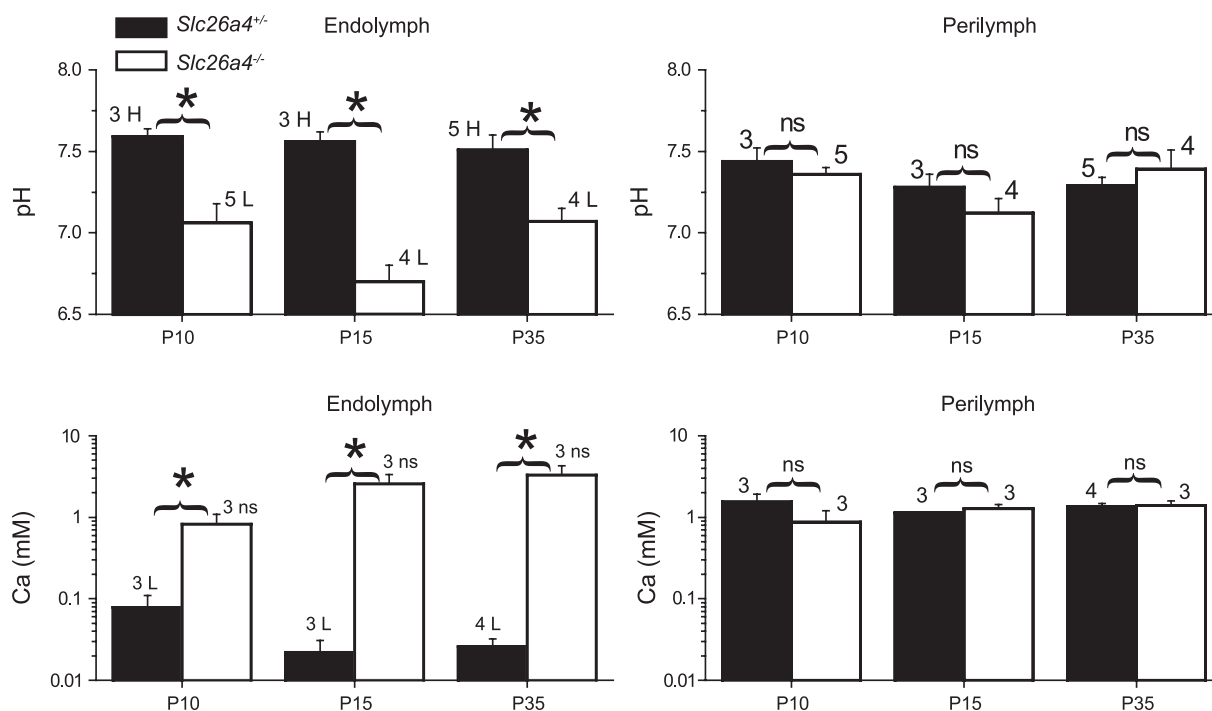 Slc26a4+/-
Slc26a4-/-
Endolymph
8.0
7.5
7.0
6.5
pH
3 H
*
5 L
3 H
*
4 L
5 H
*
4 L
P10
P15
P35
Perilymph
8.0
7.5
7.0
6.5
pH
3
ns
5
3
ns
4
5
ns
4
P10
P15
P35
Endolymph
10
1
0.1
0.01
Ca (mM)
3 L
*
3 ns
3 L
*
3 ns
4 L
*
3 ns
P10
P15
P35
Perilymph
10
1
0.1
0.01
Ca (mM)
3
ns
3
3
ns
3
4
ns
3
P10
P15
P35